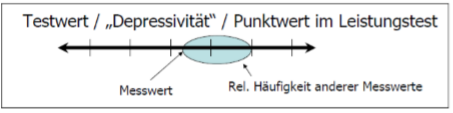 Testwert / „Depressivität“ / Punktwert im Leistungstest
Messwert
Rel. Häufigkeit anderer Messwerte